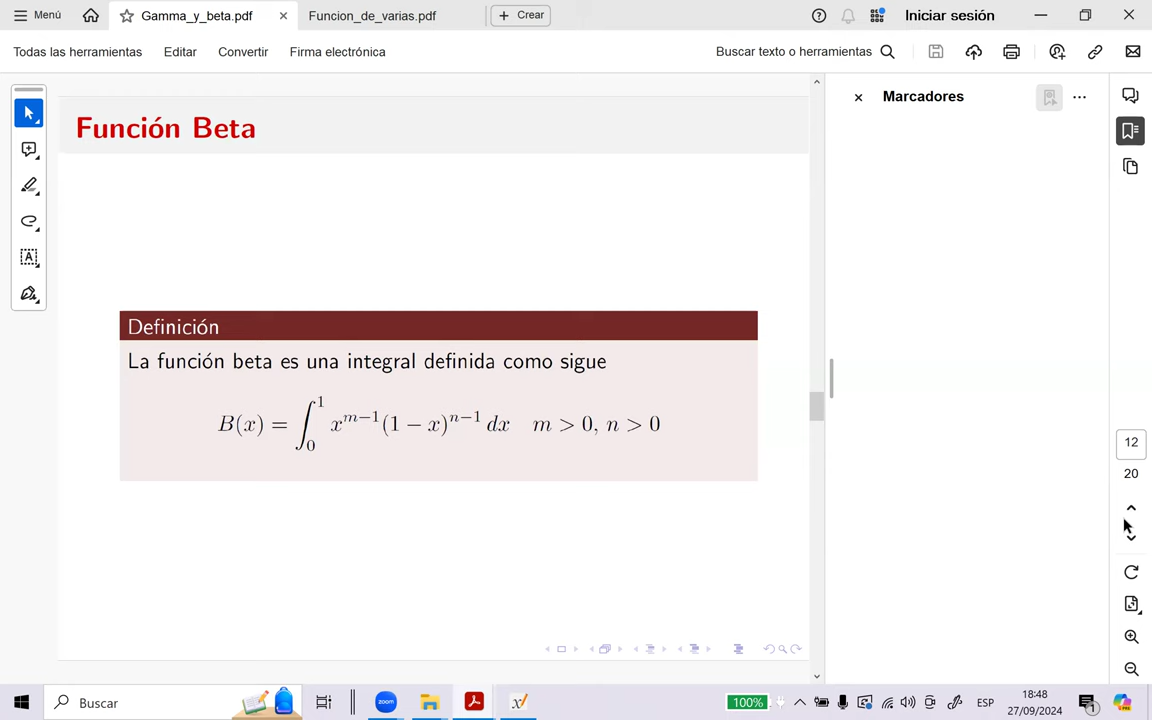 Menú
Gamma_y_beta.pdf
Funcion_de_varias.pdf
Crear
Iniciar sesión
Todas las herramientas
Editar
Convertir
Firma electrónica
Buscar texto o herramientas
Función Beta
Marcadores
Definición
La función beta es una integral definida como sigue
B(x) = ∫₀¹ x^{m−1}(1 − x)^{n−1} dx m > 0, n > 0
12
20
Buscar
zoom
100%
ESP
18:48
27/09/2024
1